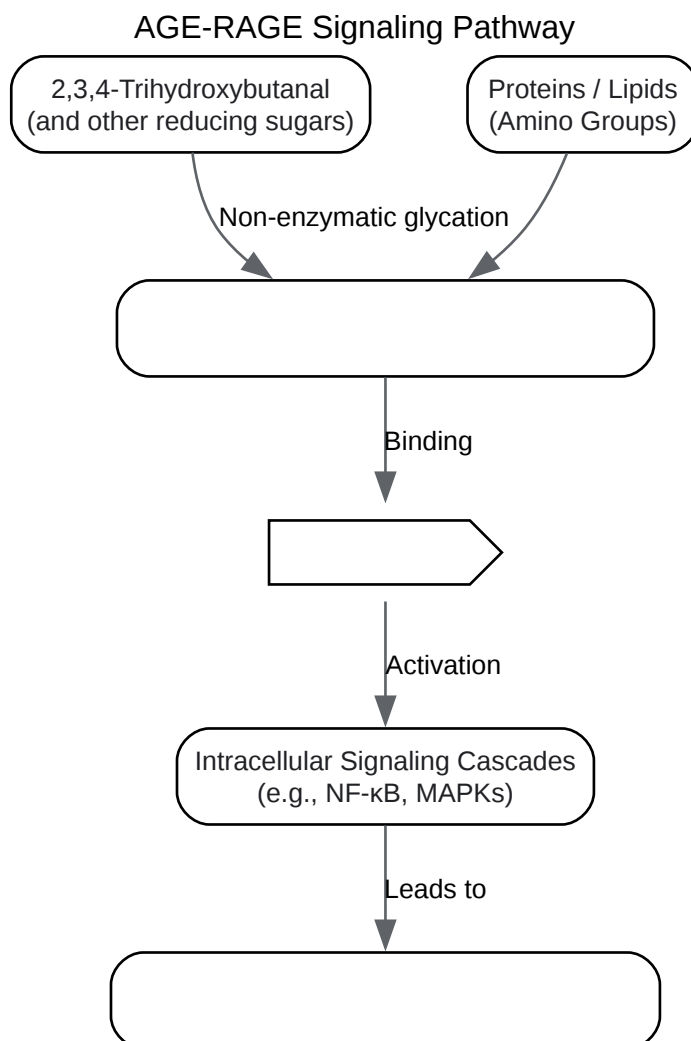 AGE-RAGE Signaling Pathway
2,3,4-Trihydroxybutanal
(and other reducing sugars)
Proteins / Lipids
(Amino Groups)
Non-enzymatic glycation
Binding
Activation
Intracellular Signaling Cascades
(e.g., NF-κB, MAPKs)
Leads to